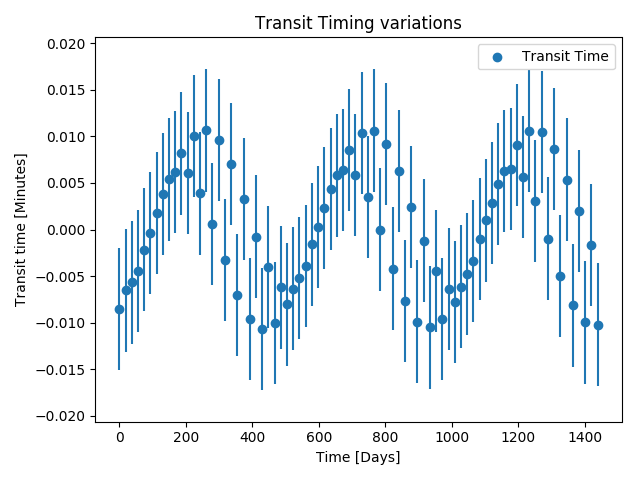 Transit Timing variations
Transit Time
Transit time [Minutes]
0.020
0.015
0.010
0.005
0.000
−0.005
−0.010
−0.015
−0.020
0 200 400 600 800 1000 1200 1400
Time [Days]